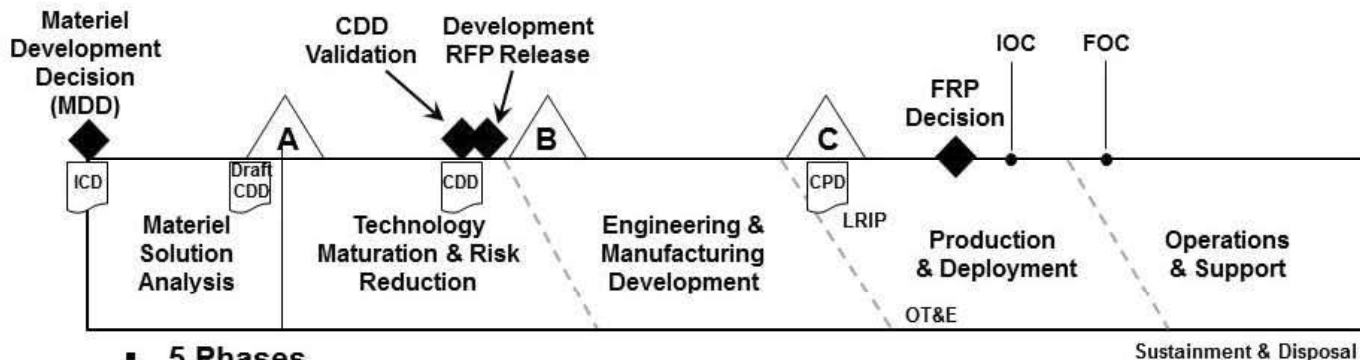 Materiel
Development
Decision
(MDD)
CDD
Validation
Development
RFP Release
IOC
FOC
FRP
Decision
A
B
C
ICD
Draft
CDD
CDD
CPD
LRIP
Materiel
Solution
Analysis
Technology
Maturation & Risk
Reduction
Engineering &
Manufacturing
Development
Production
& Deployment
Operations
& Support
OT&E
Sustainment & Disposal
▪ 5 Phases